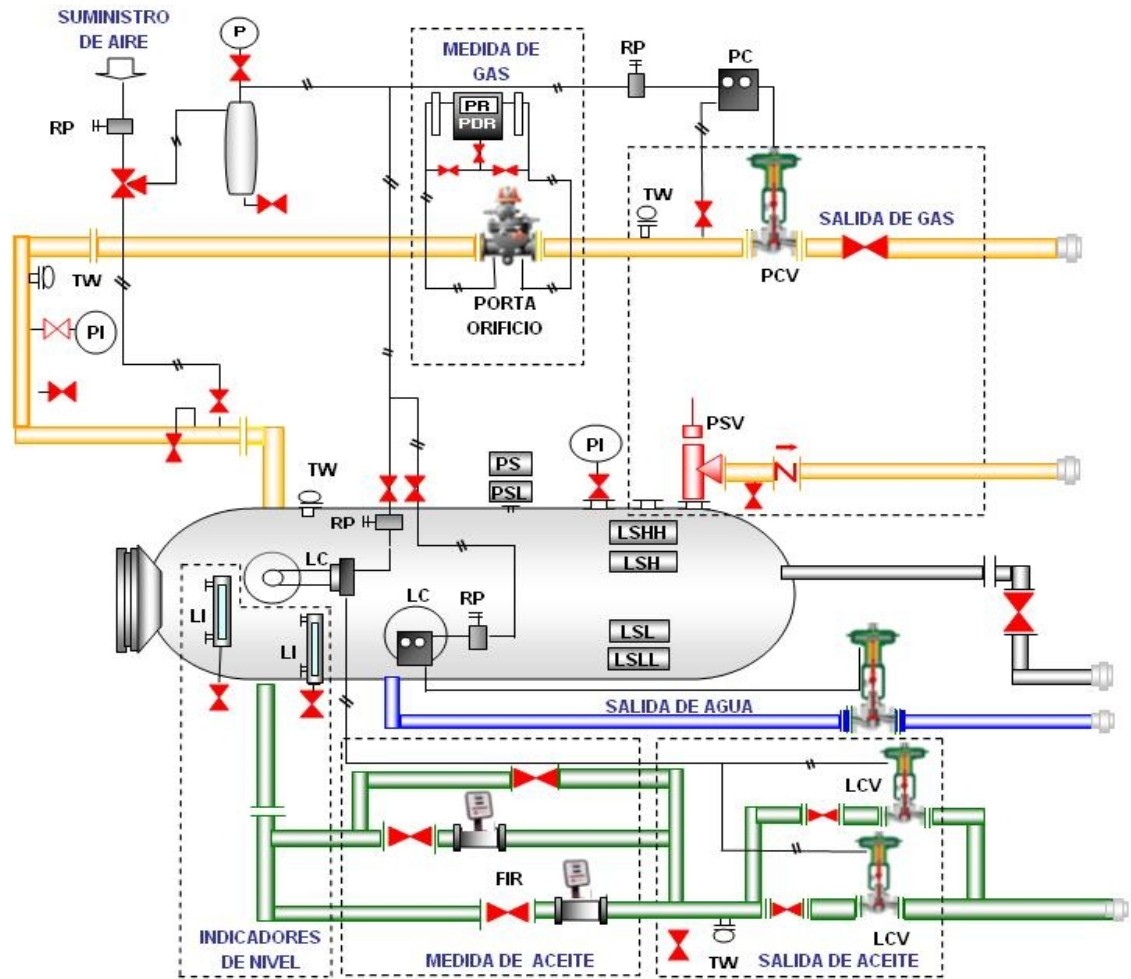 SUMINISTRO
DE AIRE
P
RP
MEDIDA DE
GAS
PR
PDR
RP
PC
TW
SALIDA DE GAS
PCV
TW
PORTA
ORIFICIO
PI
PSV
PI
TW
PS
PSL
RP
LSHH
LSH
LC
LC
RP
LI
LI
LSL
LSLL
SALIDA DE AGUA
LCV
FIR
LCV
TW
INDICADORES
DE NIVEL
MEDIDA DE ACEITE
SALIDA DE ACEITE